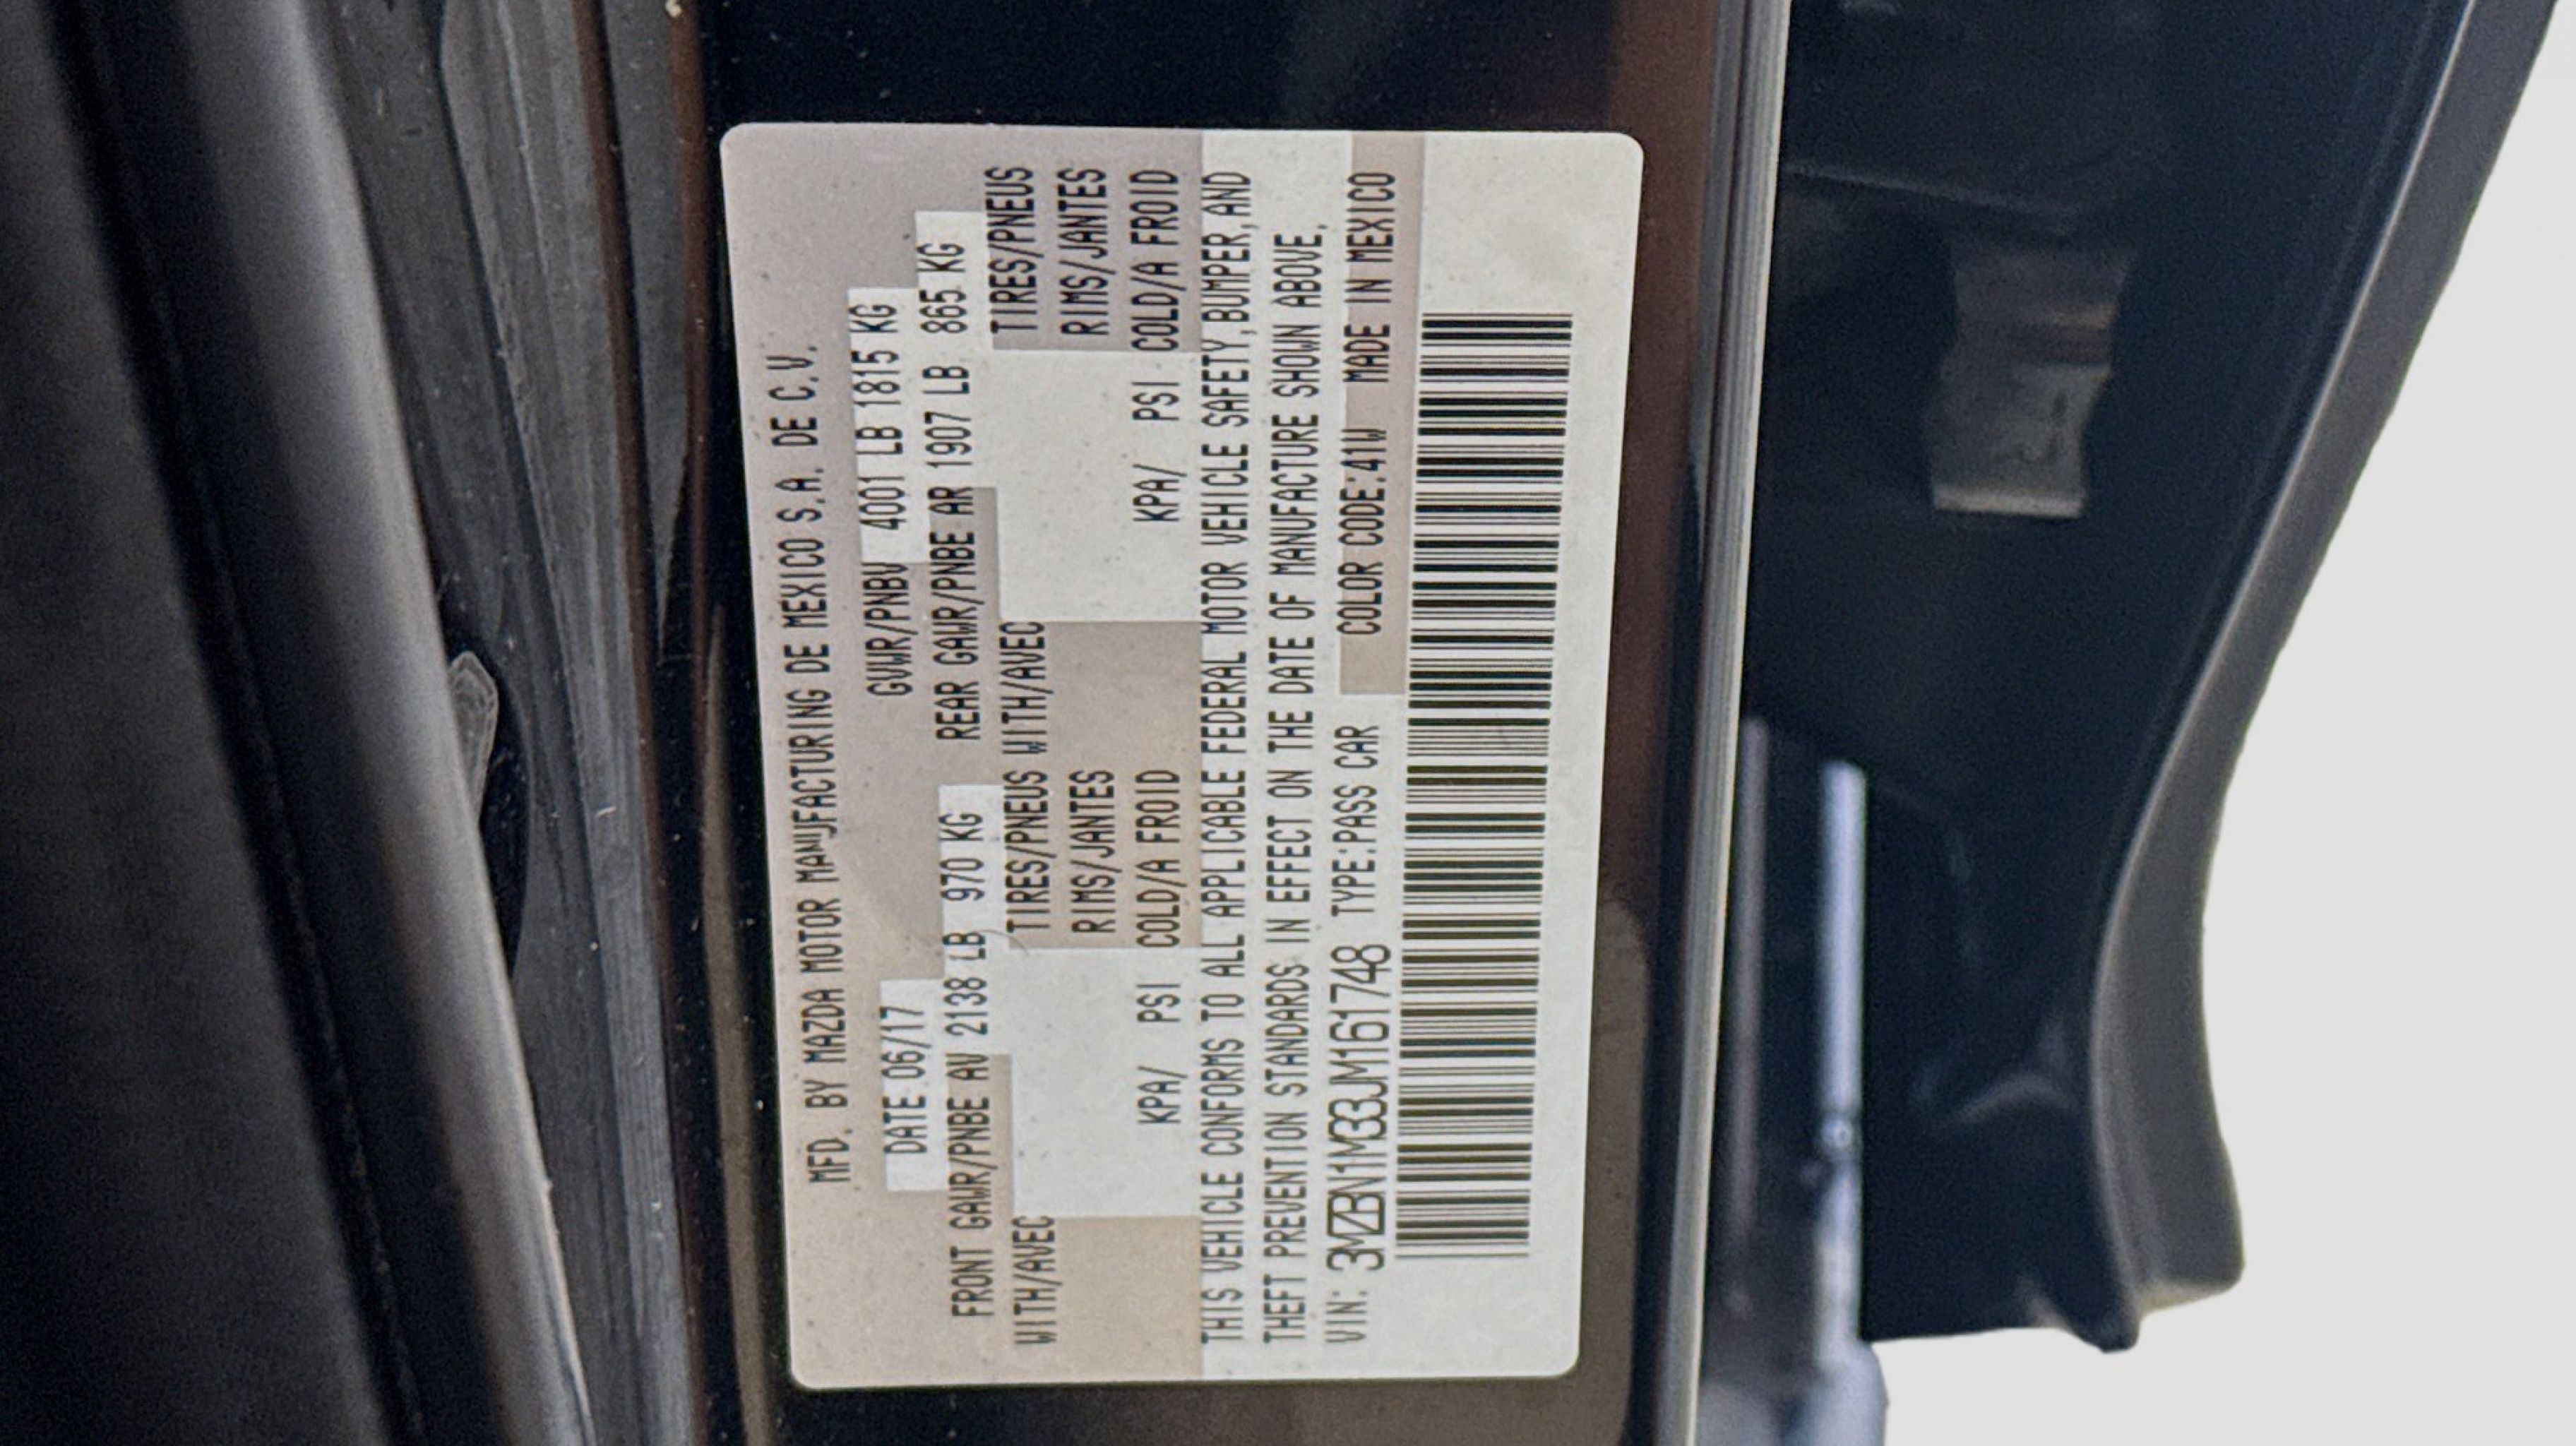 MFD. BY MAZDA MOTOR MANUFACTURING DE MEXICO S.A. DE C.V.
DATE 06/17 GVWR/PNBV 4001 LB 1815 KG
FRONT GAWR/PNBE AV 2138 LB 970 KG REAR GAWR/PNBE AR 1907 LB 865 KG
WITH/AVEC TIRES/PNEUS WITH/AVEC TIRES/PNEUS
RIMS/JANTES RIMS/JANTES
KPA/ PSI COLD/A FROID KPA/ PSI COLD/A FROID
THIS VEHICLE CONFORMS TO ALL APPLICABLE FEDERAL MOTOR VEHICLE SAFETY,BUMPER,AND
THEFT PREVENTION STANDARDS IN EFFECT ON THE DATE OF MANUFACTURE SHOWN ABOVE.
VIN: 3MZBN1M33JM161748 TYPE:PASS CAR COLOR CODE:41W MADE IN MEXICO